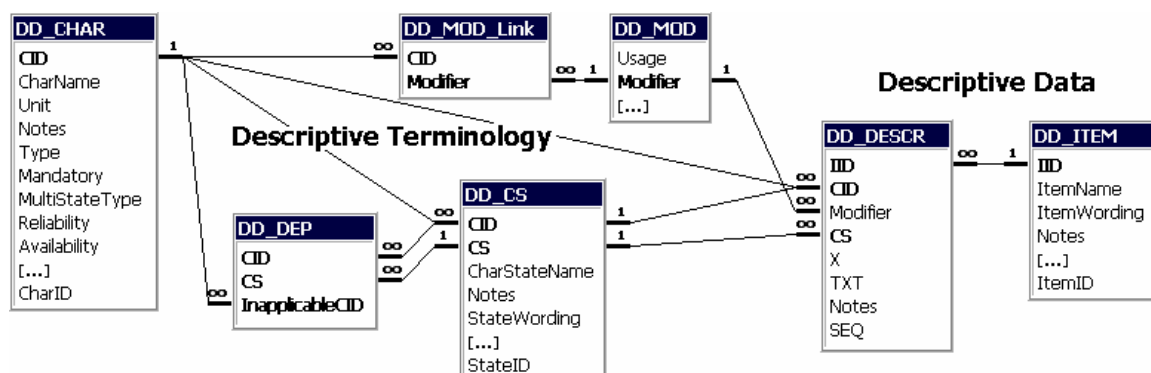 DD_CHAR
CID
CharName
Unit
Notes
Type
Mandatory
MultiStateType
Reliability
Availability
[...]
CharID
1
∞
DD_MOD_Link
CID
Modifier
∞ 1
DD_MOD
Usage
Modifier
[...]
1
Descriptive Data
Descriptive Terminology
DD_DEP
CID
CS
InapplicableCID
∞
∞
∞
∞
1
DD_CS
CID
CS
CharStateName
Notes
StateWording
[...]
StateID
1
1
∞
∞
∞
DD_DESCR
IID
CID
Modifier
CS
X
TXT
Notes
SEQ
∞ 1
DD_ITEM
IID
ItemName
ItemWording
Notes
[...]
ItemID